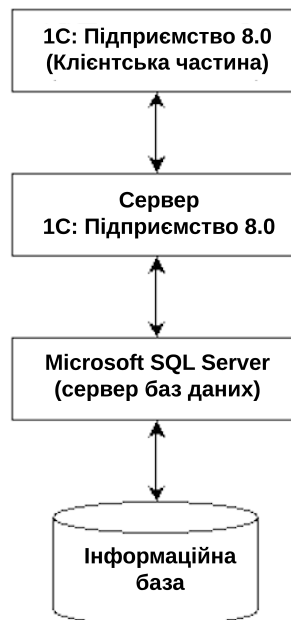 1С: Підприємство 8.0
(Клієнтська частина)
Сервер
1С: Підприємство 8.0
Microsoft SQL Server
(сервер баз даних)
Інформаційна
база